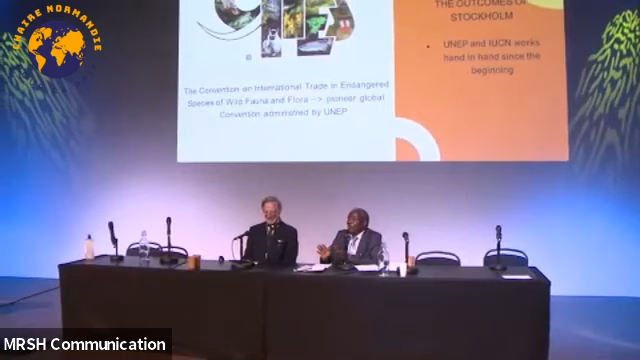 CHAIRE NORMANDIE
THE OUTCOMES OF
STOCKHOLM
• UNEP and IUCN works
hand in hand since the
beginning
The Convention on International Trade in Endangered
Species of Wild Fauna and Flora --> pioneer global
Convention administred by UNEP
MRSH Communication